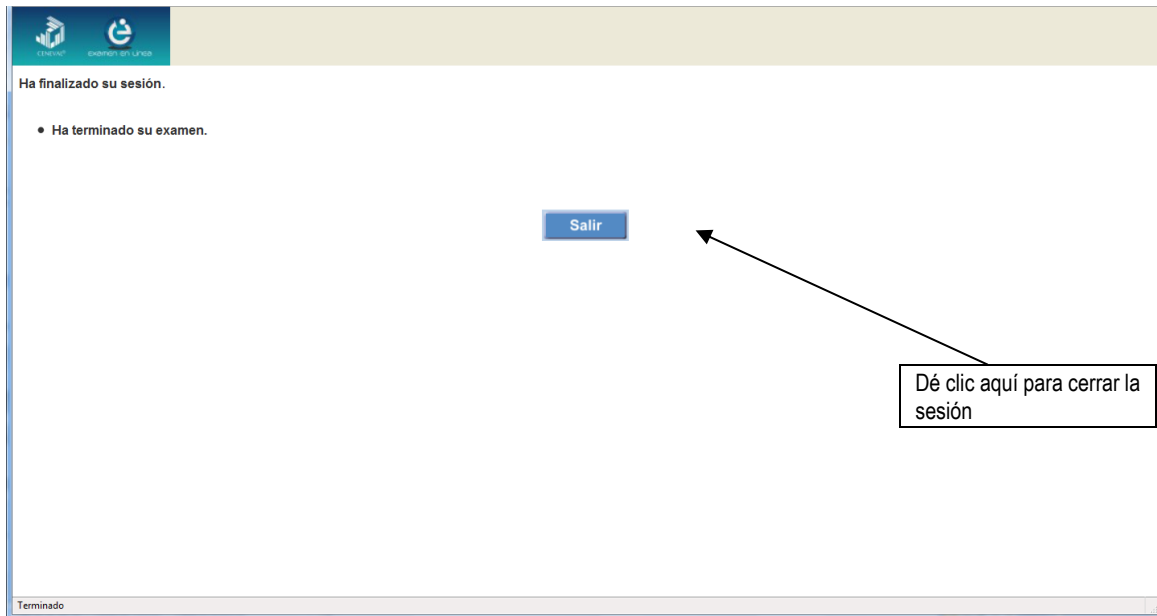 CENEVAL®
examen en línea
Ha finalizado su sesión.
• Ha terminado su examen.
Salir
Dé clic aquí para cerrar la
sesión
Terminado